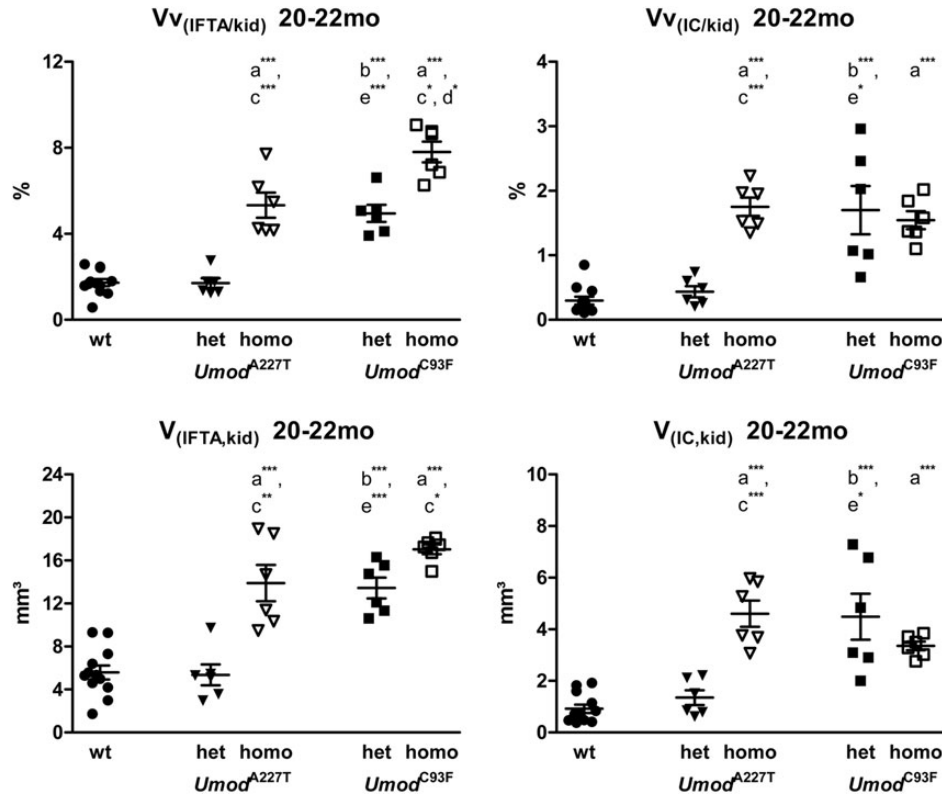 Vv(IFTA/kid) 20-22mo
12
8
4
0
%
a***,
c***
b***,
e***
a***,
c*, d*
wt
het homo
het homo
UmodA227T
UmodC93F
Vv(IC/kid) 20-22mo
4
3
2
1
0
%
a***,
c***
b***,
e*
a***
wt
het homo
het homo
UmodA227T
UmodC93F
V(IFTA,kid) 20-22mo
24
20
16
12
8
4
0
mm³
a***,
c**
b***,
e***
a***,
c*
wt
het homo
het homo
UmodA227T
UmodC93F
V(IC,kid) 20-22mo
10
8
6
4
2
0
mm³
a***,
c***
b***,
e*
a***
wt
het homo
het homo
UmodA227T
UmodC93F